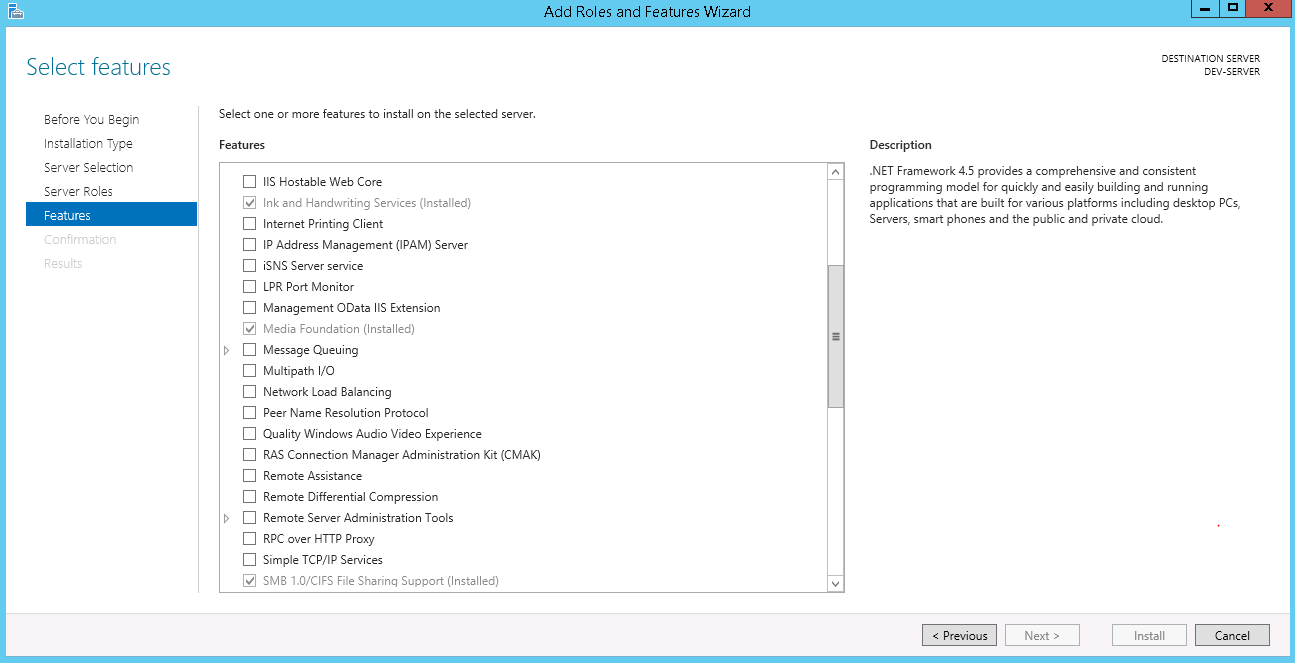 Add Roles and Features Wizard
X
Select features
DESTINATION SERVER
DEV-SERVER
Before You Begin
Installation Type
Server Selection
Server Roles
Features
Confirmation
Results
Select one or more features to install on the selected server.
Features
IIS Hostable Web Core
Ink and Handwriting Services (Installed)
Internet Printing Client
IP Address Management (IPAM) Server
iSNS Server service
LPR Port Monitor
Management OData IIS Extension
Media Foundation (Installed)
Message Queuing
Multipath I/O
Network Load Balancing
Peer Name Resolution Protocol
Quality Windows Audio Video Experience
RAS Connection Manager Administration Kit (CMAK)
Remote Assistance
Remote Differential Compression
Remote Server Administration Tools
RPC over HTTP Proxy
Simple TCP/IP Services
SMB 1.0/CIFS File Sharing Support (Installed)
Description
.NET Framework 4.5 provides a comprehensive and consistent
programming model for quickly and easily building and running
applications that are built for various platforms including desktop PCs,
Servers, smart phones and the public and private cloud.
< Previous
Next >
Install
Cancel